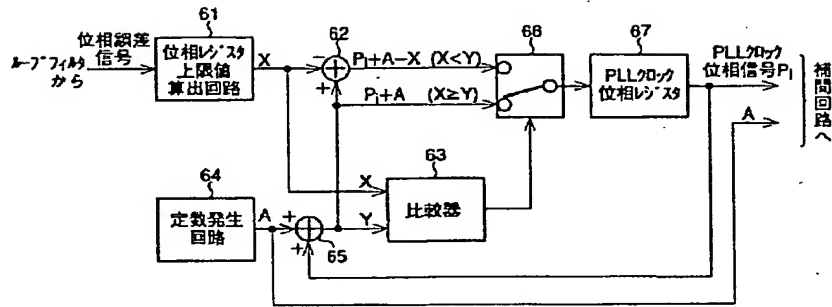 ループフィルタ
から
位相誤差
信号
61
位相レジスタ
上限値
算出回路
X
62
−
+
Pi+A−X (X<Y)
Pi+A (X≧Y)
66
67
PLLクロック
位相レジスタ
PLLクロック
位相信号Pi
A
補間回路へ
64
定数発生
回路
A
+
+
65
X
Y
63
比較器